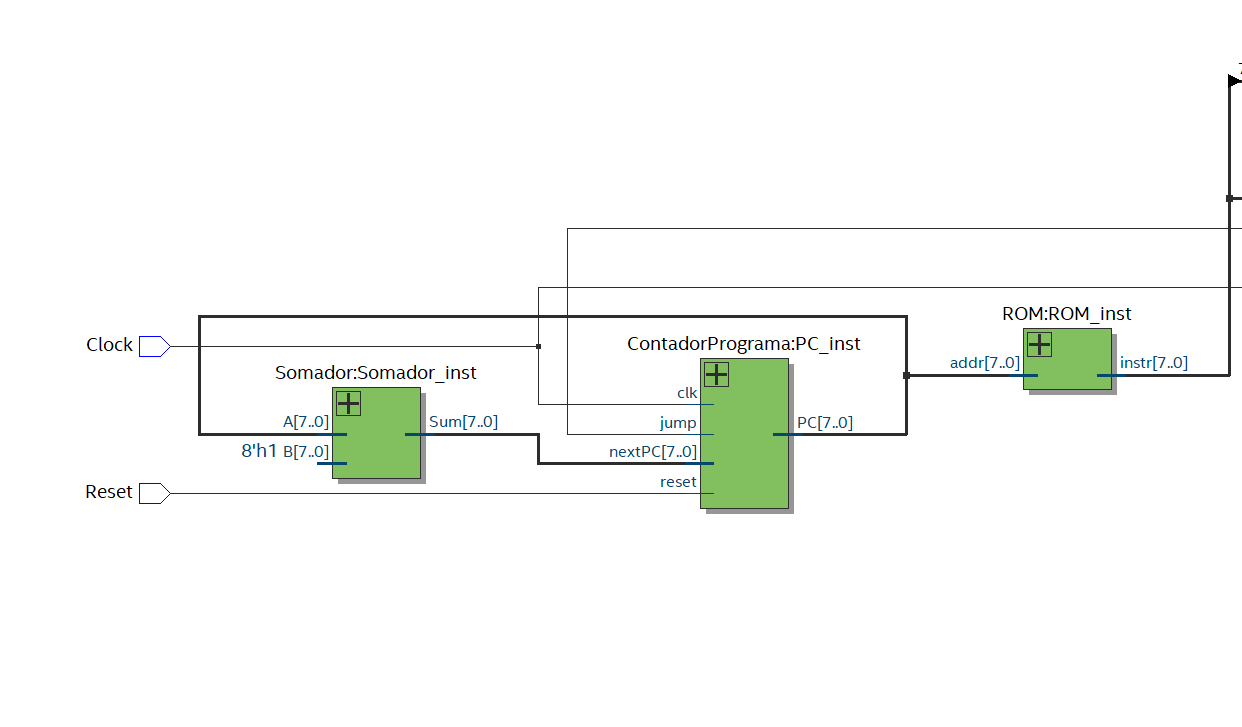 ROM:ROM_inst
Clock
ContadorPrograma:PC_inst
addr[7..0]
instr[7..0]
Somador:Somador_inst
clk
A[7..0]
Sum[7..0]
jump
PC[7..0]
8'h1 B[7..0]
nextPC[7..0]
Reset
reset